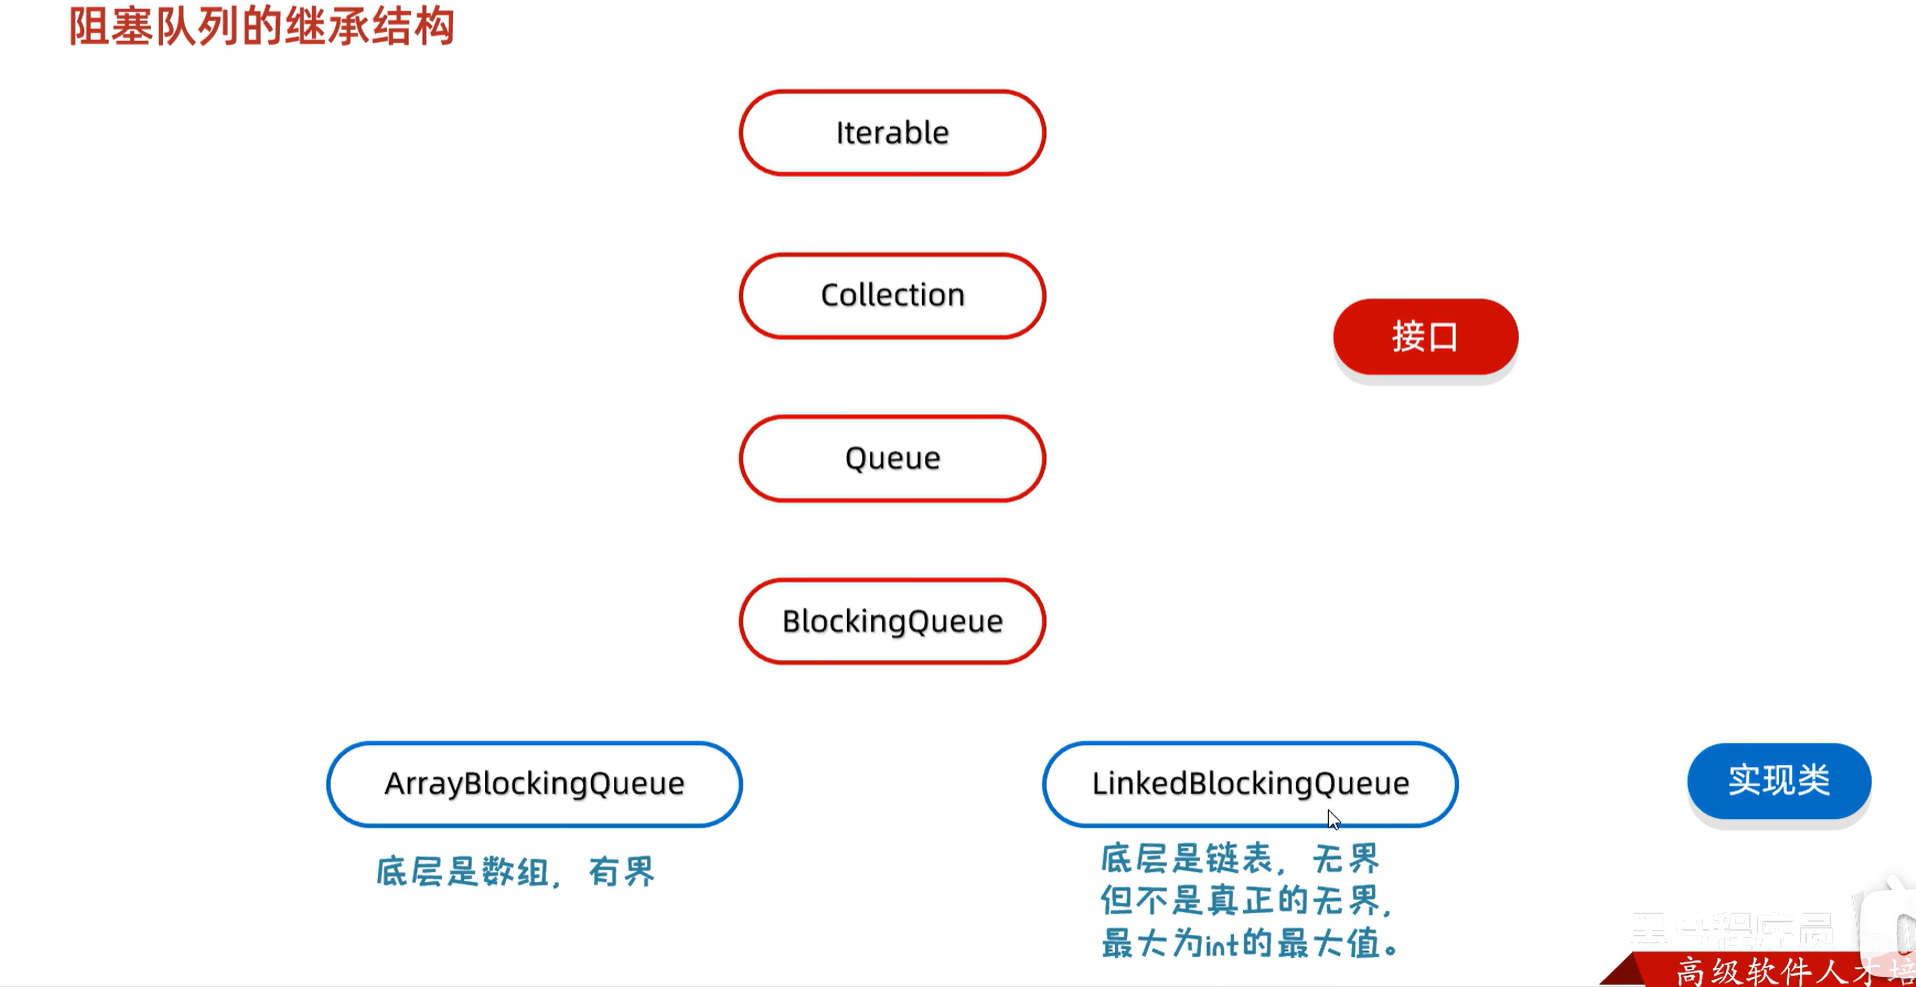 阻塞队列的继承结构
Iterable
Collection
接口
Queue
BlockingQueue
ArrayBlockingQueue
LinkedBlockingQueue
实现类
底层是数组，有界
底层是链表，无界
但不是真正的无界，
最大为int的最大值。
黑马程序员
高级软件人才培